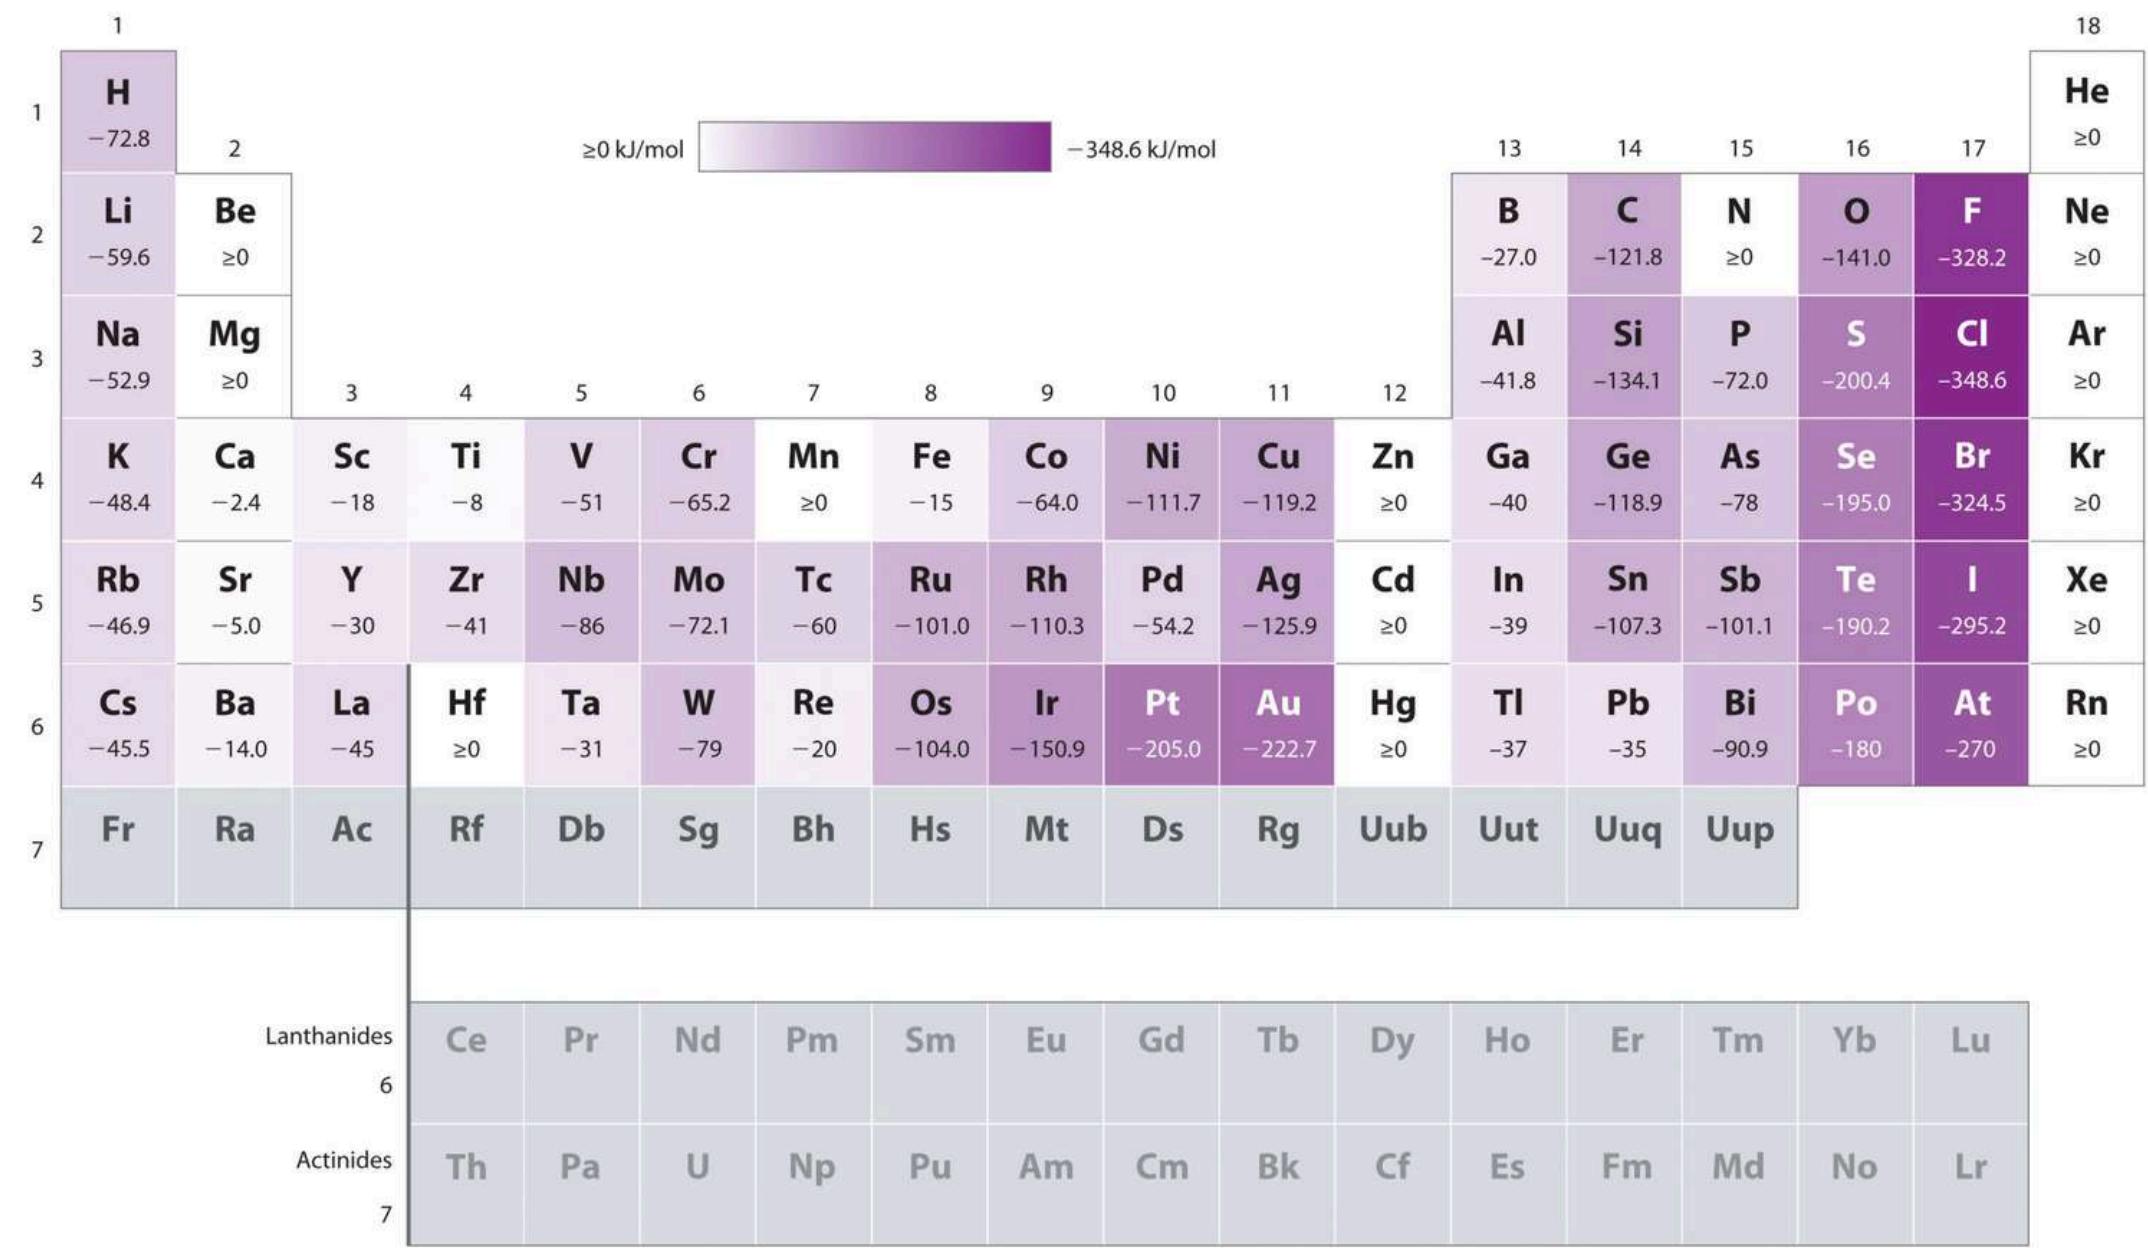 1 18
H He
1
−72.8 ≥0
2 ≥0 kJ/mol −348.6 kJ/mol 13 14 15 16 17
Li Be B C N O F Ne
2
−59.6 ≥0 –27.0 –121.8 ≥0 –141.0 –328.2 ≥0
Na Mg Al Si P S Cl Ar
3
−52.9 ≥0 –41.8 –134.1 –72.0 –200.4 –348.6 ≥0
3 4 5 6 7 8 9 10 11 12
K Ca Sc Ti V Cr Mn Fe Co Ni Cu Zn Ga Ge As Se Br Kr
4
−48.4 −2.4 −18 −8 −51 −65.2 ≥0 −15 −64.0 −111.7 −119.2 ≥0 –40 –118.9 –78 –195.0 –324.5 ≥0
Rb Sr Y Zr Nb Mo Tc Ru Rh Pd Ag Cd In Sn Sb Te I Xe
5
−46.9 −5.0 −30 −41 −86 −72.1 −60 −101.0 −110.3 −54.2 −125.9 ≥0 –39 –107.3 –101.1 –190.2 –295.2 ≥0
Cs Ba La Hf Ta W Re Os Ir Pt Au Hg Tl Pb Bi Po At Rn
6
−45.5 −14.0 −45 ≥0 −31 −79 −20 −104.0 −150.9 −205.0 −222.7 ≥0 –37 –35 –90.9 –180 –270 ≥0
Fr Ra Ac Rf Db Sg Bh Hs Mt Ds Rg Uub Uut Uuq Uup
7
Lanthanides Ce Pr Nd Pm Sm Eu Gd Tb Dy Ho Er Tm Yb Lu
6
Actinides Th Pa U Np Pu Am Cm Bk Cf Es Fm Md No Lr
7